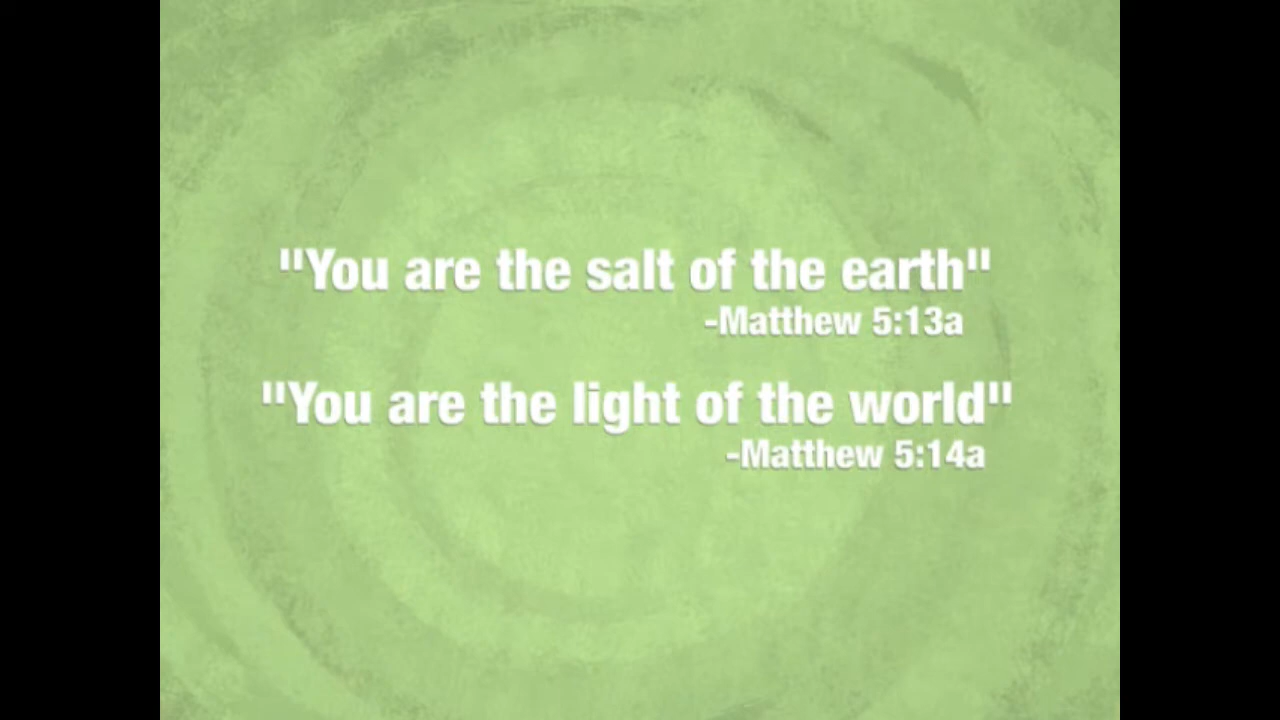 "You are the salt of the earth"
-Matthew 5:13a
"You are the light of the world"
-Matthew 5:14a